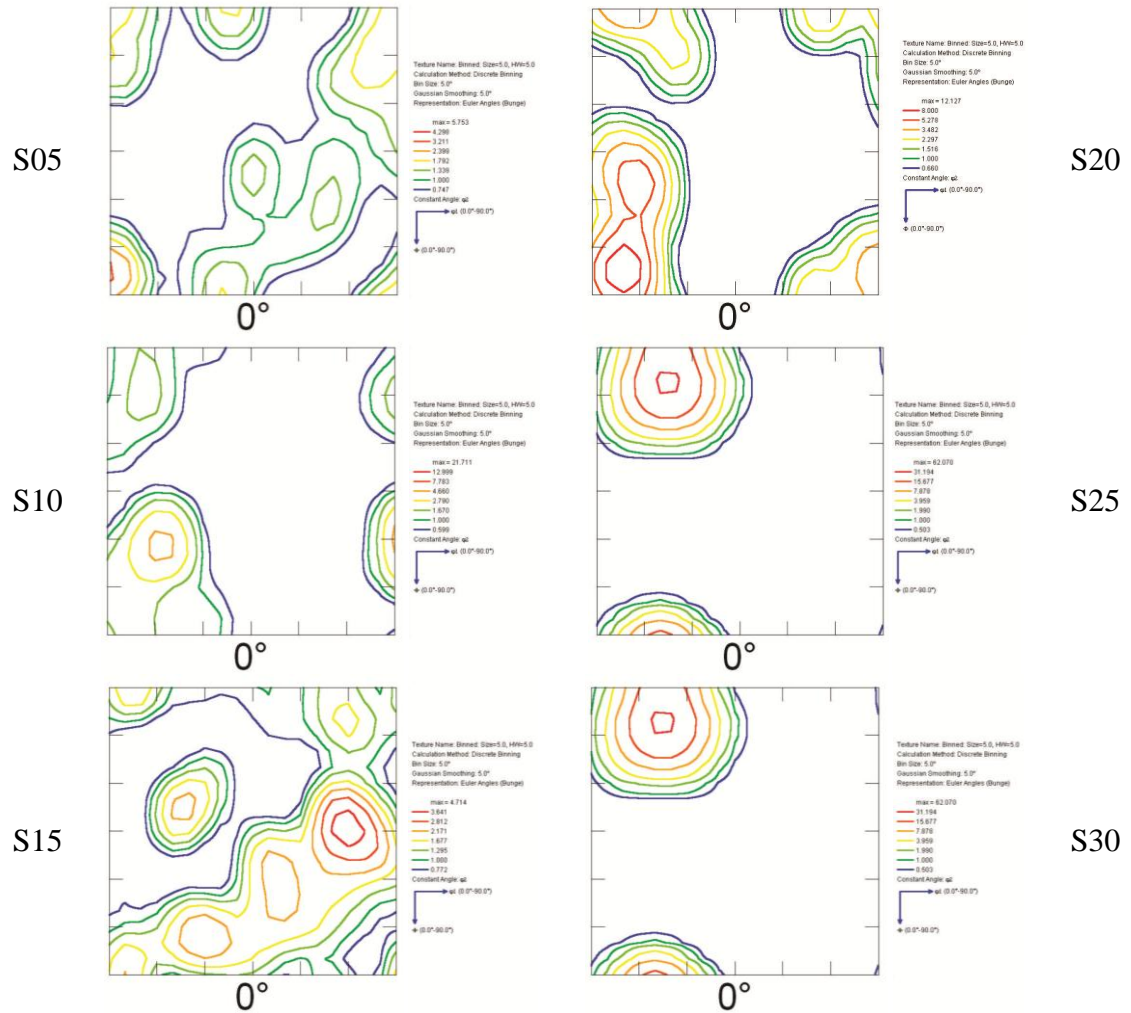 S05
Texture Name: Binned: Size=5.0, HW=5.0
Calculation Method: Discrete Binning
Bin Size: 5.0°
Gaussian Smoothing: 5.0°
Representation: Euler Angles (Bunge)
max = 5.753
4.298
3.211
2.399
1.792
1.339
1.000
0.747
Constant Angle: φ2
φ1 (0.0°-90.0°)
Φ (0.0°-90.0°)
0°
Texture Name: Binned: Size=5.0, HW=5.0
Calculation Method: Discrete Binning
Bin Size: 5.0°
Gaussian Smoothing: 5.0°
Representation: Euler Angles (Bunge)
max = 12.127
8.000
5.278
3.482
2.297
1.516
1.000
0.660
Constant Angle: φ2
φ1 (0.0°-90.0°)
Φ (0.0°-90.0°)
0°
S20
S10
Texture Name: Binned: Size=5.0, HW=5.0
Calculation Method: Discrete Binning
Bin Size: 5.0°
Gaussian Smoothing: 5.0°
Representation: Euler Angles (Bunge)
max = 21.711
12.999
7.783
4.660
2.790
1.670
1.000
0.599
Constant Angle: φ2
φ1 (0.0°-90.0°)
Φ (0.0°-90.0°)
0°
Texture Name: Binned: Size=5.0, HW=5.0
Calculation Method: Discrete Binning
Bin Size: 5.0°
Gaussian Smoothing: 5.0°
Representation: Euler Angles (Bunge)
max = 62.070
31.194
15.677
7.878
3.959
1.990
1.000
0.503
Constant Angle: φ2
φ1 (0.0°-90.0°)
Φ (0.0°-90.0°)
0°
S25
S15
Texture Name: Binned: Size=5.0, HW=5.0
Calculation Method: Discrete Binning
Bin Size: 5.0°
Gaussian Smoothing: 5.0°
Representation: Euler Angles (Bunge)
max = 4.714
3.641
2.812
2.171
1.677
1.295
1.000
0.772
Constant Angle: φ2
φ1 (0.0°-90.0°)
Φ (0.0°-90.0°)
0°
Texture Name: Binned: Size=5.0, HW=5.0
Calculation Method: Discrete Binning
Bin Size: 5.0°
Gaussian Smoothing: 5.0°
Representation: Euler Angles (Bunge)
max = 62.070
31.194
15.677
7.878
3.959
1.990
1.000
0.503
Constant Angle: φ2
φ1 (0.0°-90.0°)
Φ (0.0°-90.0°)
0°
S30